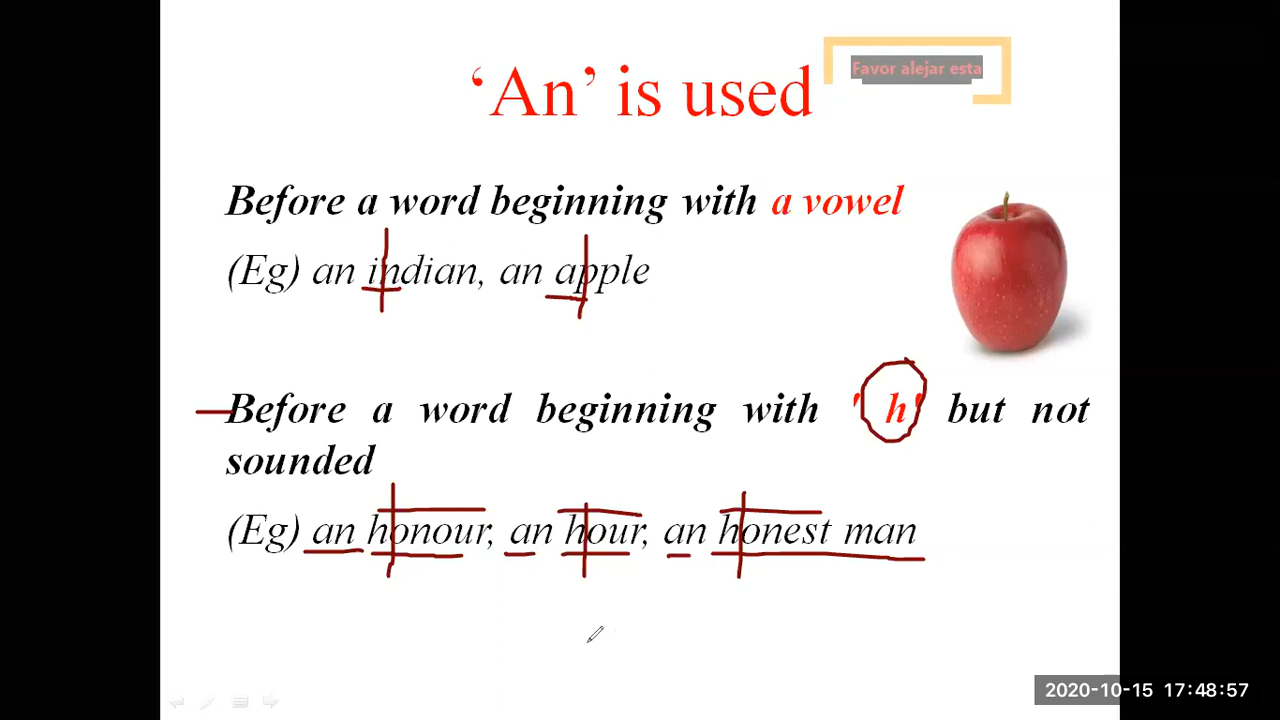 ‘An’ is used
Favor alejar esta
Before a word beginning with a vowel
(Eg) an indian, an apple
Before a word beginning with ' h' but not
sounded
(Eg) an honour, an hour, an honest man
2020-10-15 17:48:57